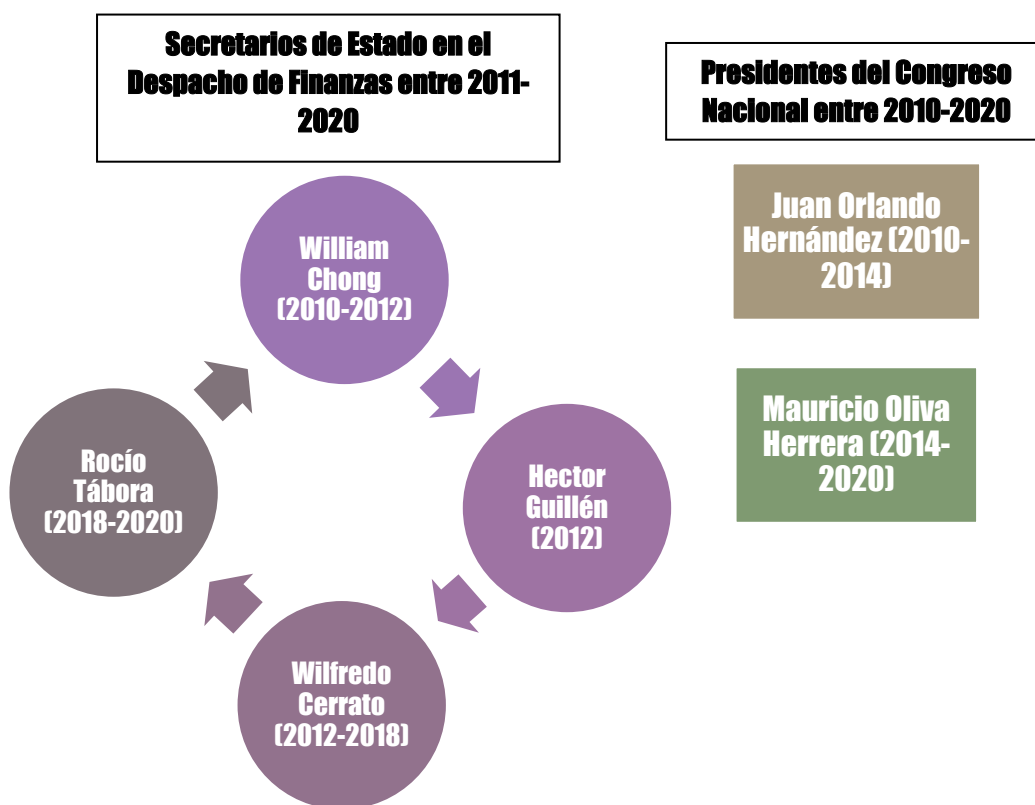 Secretarios de Estado en el
Despacho de Finanzas entre 2011-
2020
William
Chong
(2010-2012)
Hector
Guillén
(2012)
Wilfredo
Cerrato
(2012-2018)
Rocío
Tábora
(2018-2020)
Presidentes del Congreso
Nacional entre 2010-2020
Juan Orlando
Hernández (2010-
2014)
Mauricio Oliva
Herrera (2014-
2020)